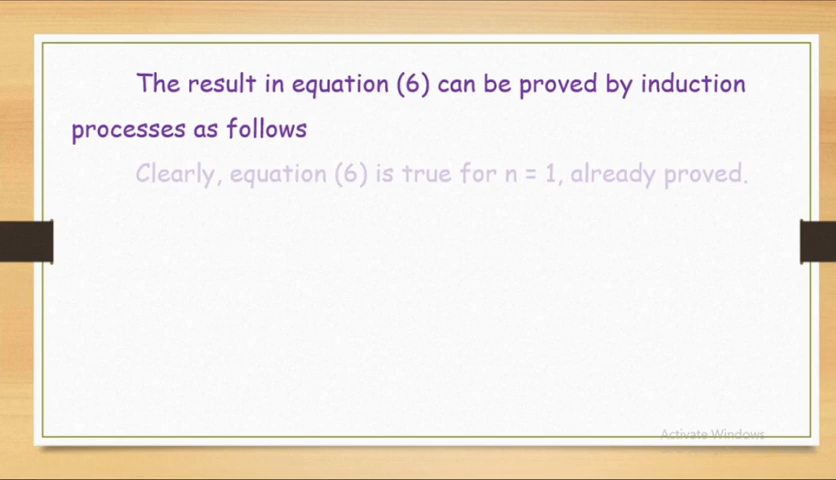 The result in equation (6) can be proved by induction
processes as follows
Clearly, equation (6) is true for n = 1, already proved.
Activate Windows